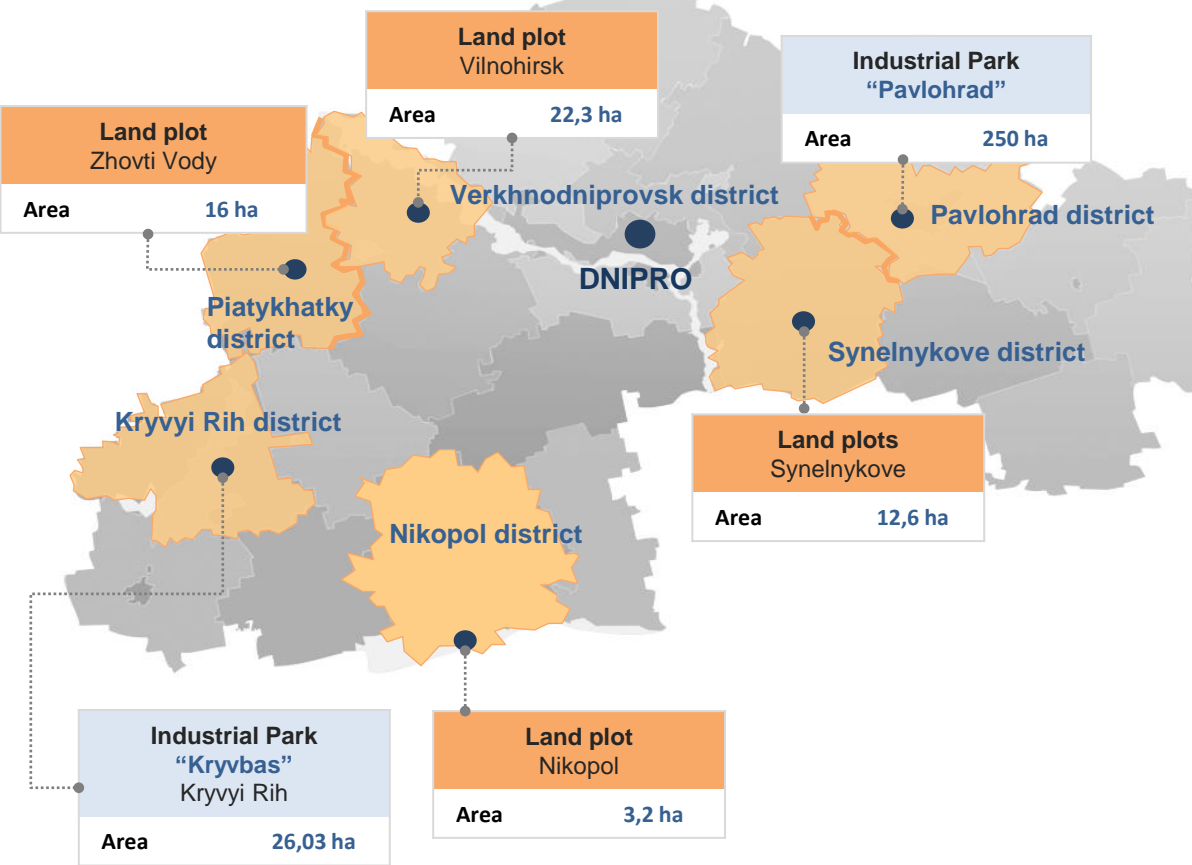 Land plot
Vilnohirsk
Area 22,3 ha
Industrial Park
“Pavlohrad”
Area 250 ha
Land plot
Zhovti Vody
Area 16 ha
Verkhnodniprovsk district
Pavlohrad district
DNIPRO
Piatykhatky
district
Synelnykove district
Kryvyi Rih district
Land plots
Synelnykove
Area 12,6 ha
Nikopol district
Industrial Park
“Kryvbas”
Kryvyi Rih
Area 26,03 ha
Land plot
Nikopol
Area 3,2 ha